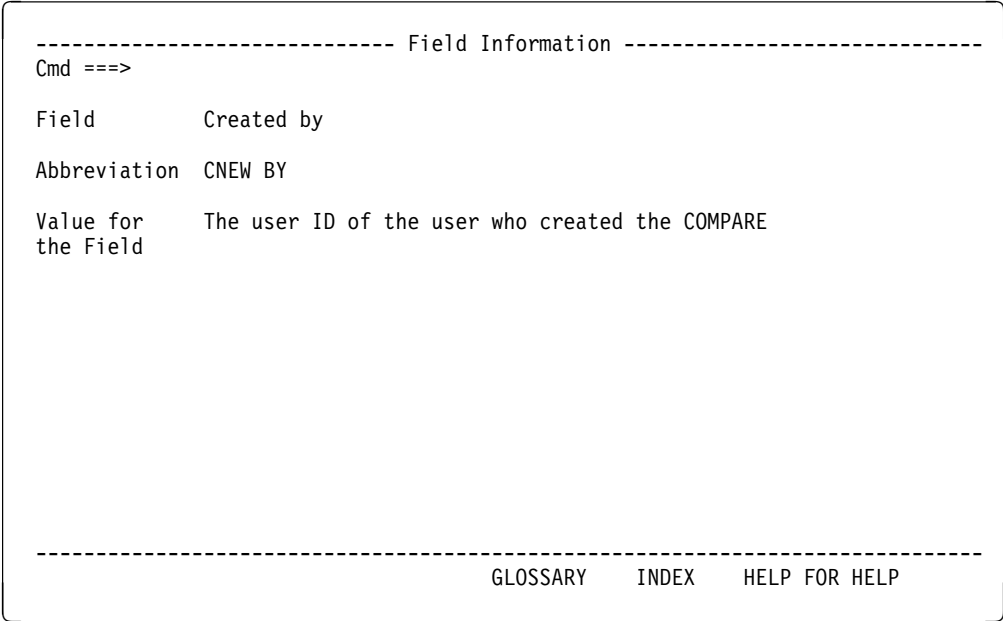 ------------------------------ Field Information ------------------------------
Cmd ===>
Field         Created by
Abbreviation  CNEW BY
Value for     The user ID of the user who created the COMPARE
the Field
-------------------------------------------------------------------------------
GLOSSARY    INDEX    HELP FOR HELP